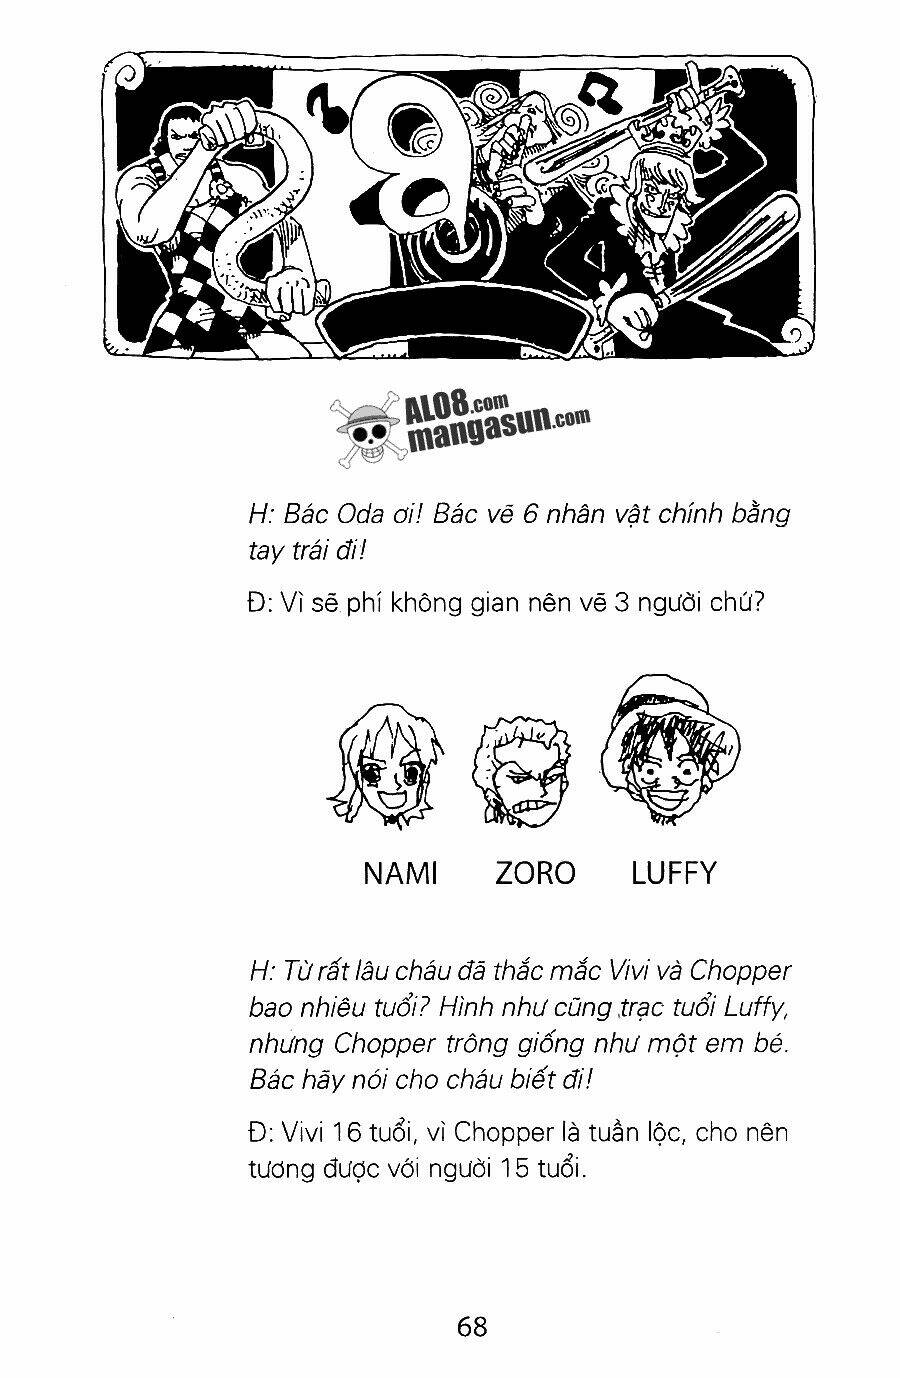 AL08.com
mangasun.com
H: Bác Oda ơi! Bác vẽ 6 nhân vật chính bằng
tay trái đi!
Đ: Vì sẽ phí không gian nên vẽ 3 người chứ?
NAMI ZORO LUFFY
H: Từ rất lâu cháu đã thắc mắc Vivi và Chopper
bao nhiêu tuổi? Hình như cũng trạc tuổi Luffy,
nhưng Chopper trông giống như một em bé.
Bác hãy nói cho cháu biết đi!
Đ: Vivi 16 tuổi, vì Chopper là tuần lộc, cho nên
tương được với người 15 tuổi.
68